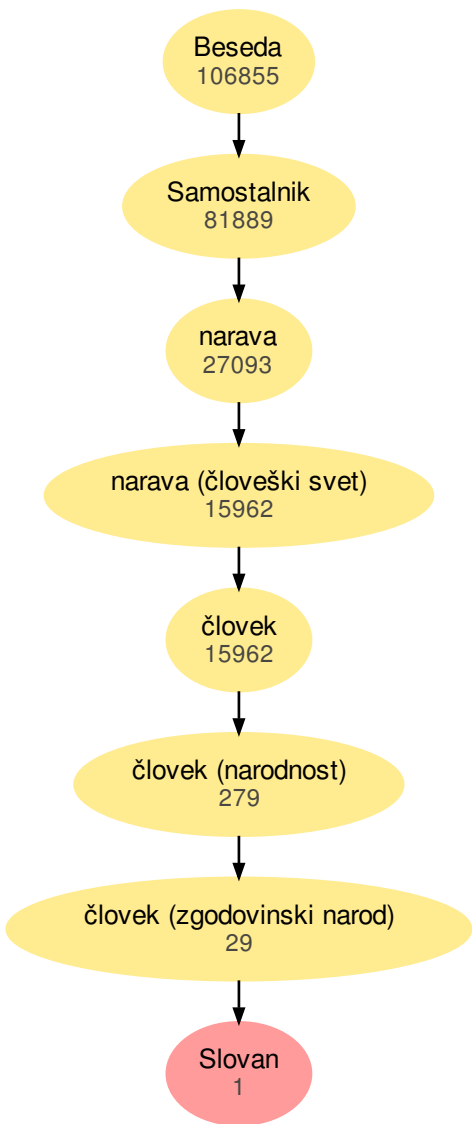 Beseda
106855
Samostalnik
81889
narava
27093
narava (človeški svet)
15962
človek
15962
človek (narodnost)
279
človek (zgodovinski narod)
29
Slovan
1